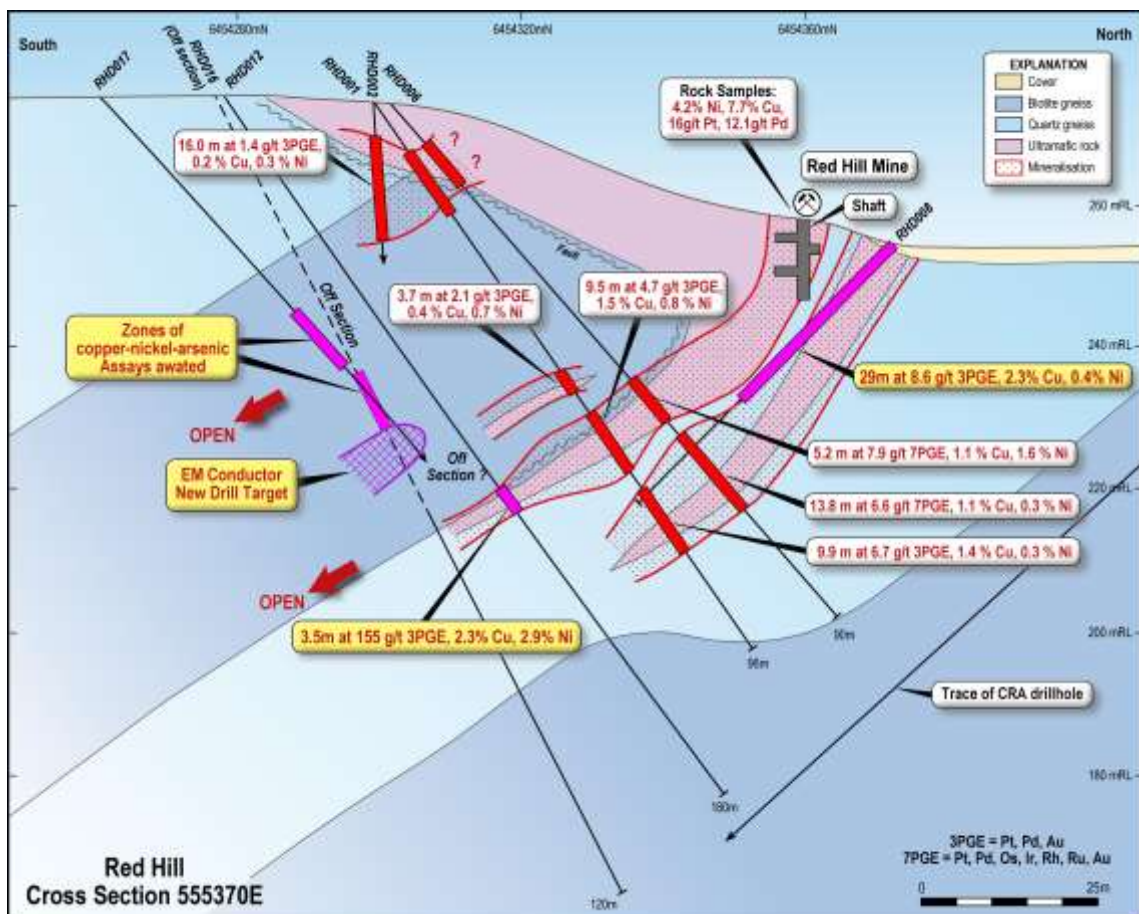 6454280mN
6454320mN
6454360mN
South
North
RHD017
RHD016
(Off section)
RHD012
RHD001
RHD002
RHD006
EXPLANATION
Cover
Biotite gneiss
Quartz gneiss
Ultramafic rock
Mineralisation
Rock Samples:
4.2% Ni, 7.7% Cu,
16g/t Pt, 12.1g/t Pd
16.0 m at 1.4 g/t 3PGE,
0.2 % Cu, 0.3 % Ni
?
?
Red Hill Mine
Shaft
RHD008
260 mRL
Fault
3.7 m at 2.1 g/t 3PGE,
0.4 % Cu, 0.7 % Ni
9.5 m at 4.7 g/t 3PGE,
1.5 % Cu, 0.8 % Ni
Off Section
Zones of
copper-nickel-arsenic
Assays awated
240 mRL
29m at 8.6 g/t 3PGE, 2.3% Cu, 0.4% Ni
OPEN
5.2 m at 7.9 g/t 7PGE, 1.1 % Cu, 1.6 % Ni
EM Conductor
New Drill Target
Off
Section ?
220 mRL
13.8 m at 6.6 g/t 7PGE, 1.1 % Cu, 0.3 % Ni
9.9 m at 6.7 g/t 3PGE, 1.4 % Cu, 0.3 % Ni
OPEN
3.5m at 155 g/t 3PGE, 2.3% Cu, 2.9% Ni
200 mRL
90m
96m
Trace of CRA drillhole
180 mRL
180m
3PGE = Pt, Pd, Au
7PGE = Pt, Pd, Os, Ir, Rh, Ru, Au
Red Hill
Cross Section 555370E
120m
0
25m